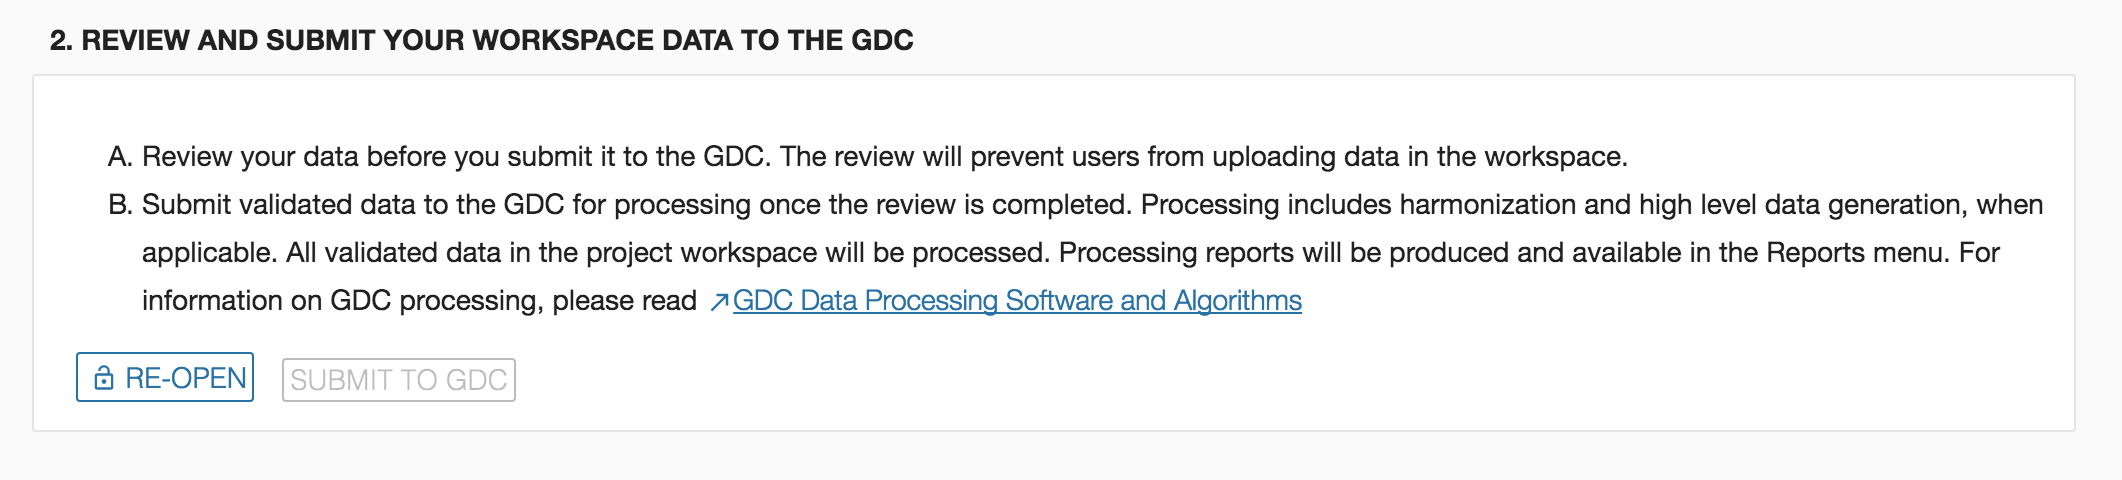 2. REVIEW AND SUBMIT YOUR WORKSPACE DATA TO THE GDC
A. Review your data before you submit it to the GDC. The review will prevent users from uploading data in the workspace.
B. Submit validated data to the GDC for processing once the review is completed. Processing includes harmonization and high level data generation, when
applicable. All validated data in the project workspace will be processed. Processing reports will be produced and available in the Reports menu. For
information on GDC processing, please read GDC Data Processing Software and Algorithms
RE-OPEN SUBMIT TO GDC